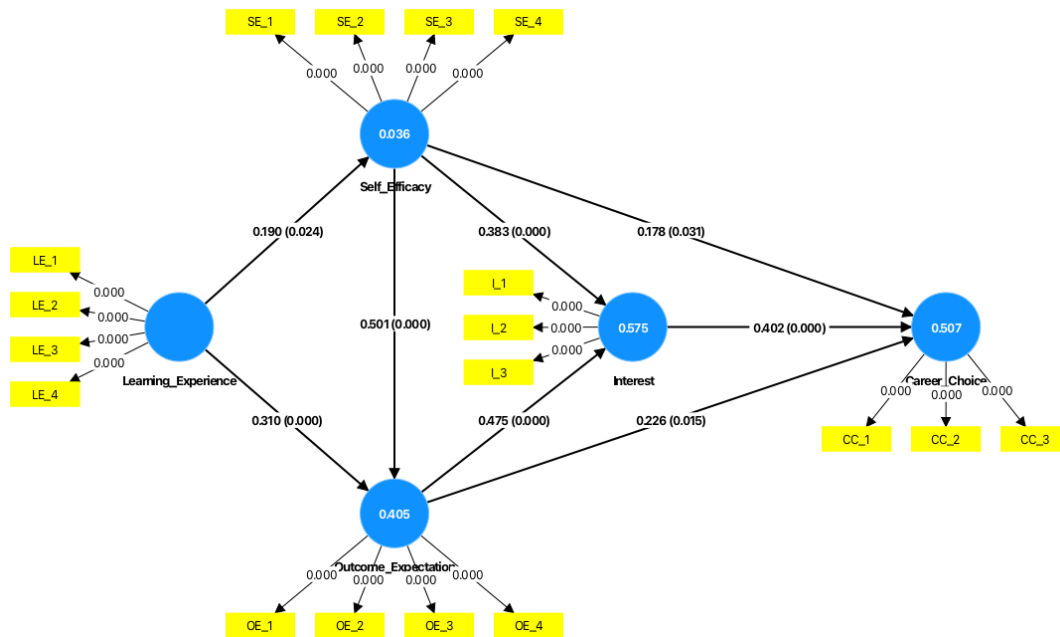 SE_1
SE_2
SE_3
SE_4
0.000
0.000
0.000
0.000
0.036
Self_Efficacy
0.190 (0.024)
0.383 (0.000)
0.178 (0.031)
LE_1
LE_2
LE_3
LE_4
0.000
0.000
0.000
0.000
Learning_Experience
0.501 (0.000)
I_1
I_2
I_3
0.000
0.000
0.000
0.575
Interest
0.402 (0.000)
0.507
Career_Choice
0.000
0.000
0.000
CC_1
CC_2
CC_3
0.310 (0.000)
0.475 (0.000)
0.226 (0.015)
0.405
Outcome_Expectation
0.000
0.000
0.000
0.000
OE_1
OE_2
OE_3
OE_4